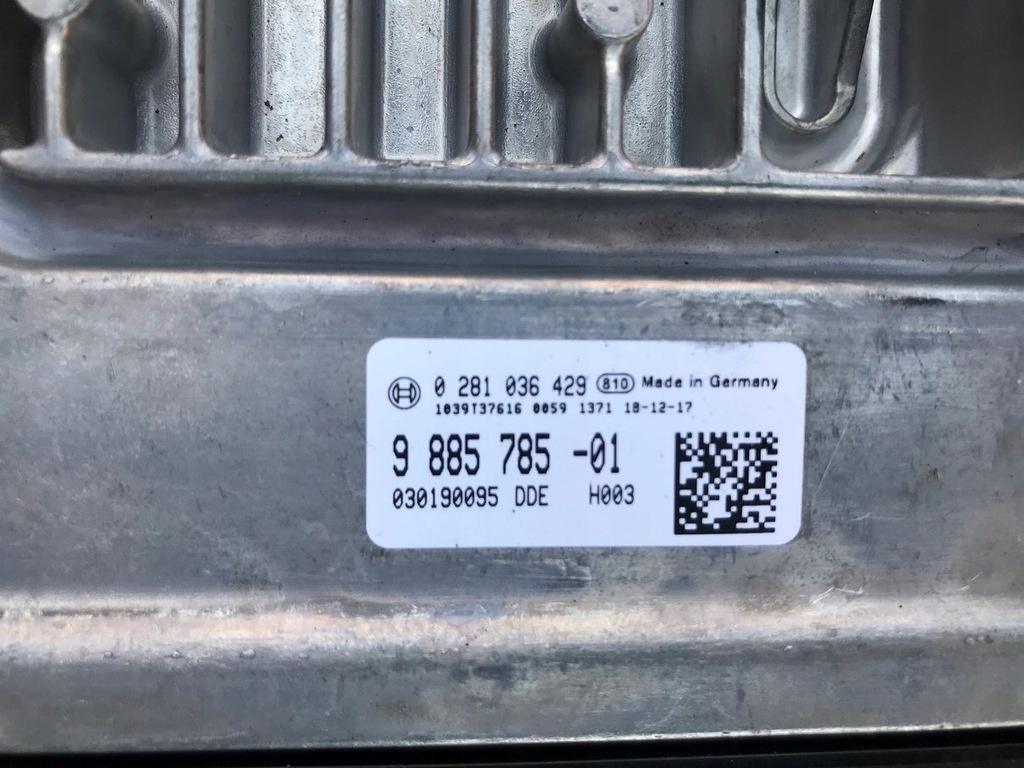 0 281 036 429 810 Made in Germany
1039T37616 0059 1371 18-12-17
9 885 785 -01
030190095 DDE H003